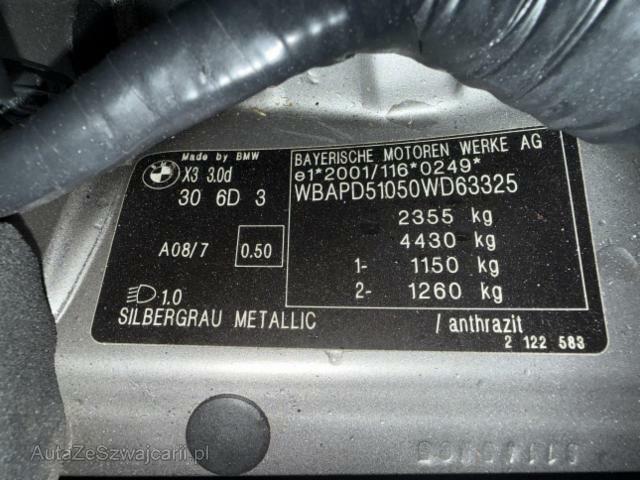 Made by BMW
X3 3.0d
30 6D 3
A08/7 0.50
1.0
SILBERGRAU METALLIC
BAYERISCHE MOTOREN WERKE AG
e1*2001/116*0249*
WBAPD51050WD63325
2355 kg
4430 kg
1- 1150 kg
2- 1260 kg
/ anthrazit
2 122 583
AutaZeSzwajcarii.pl